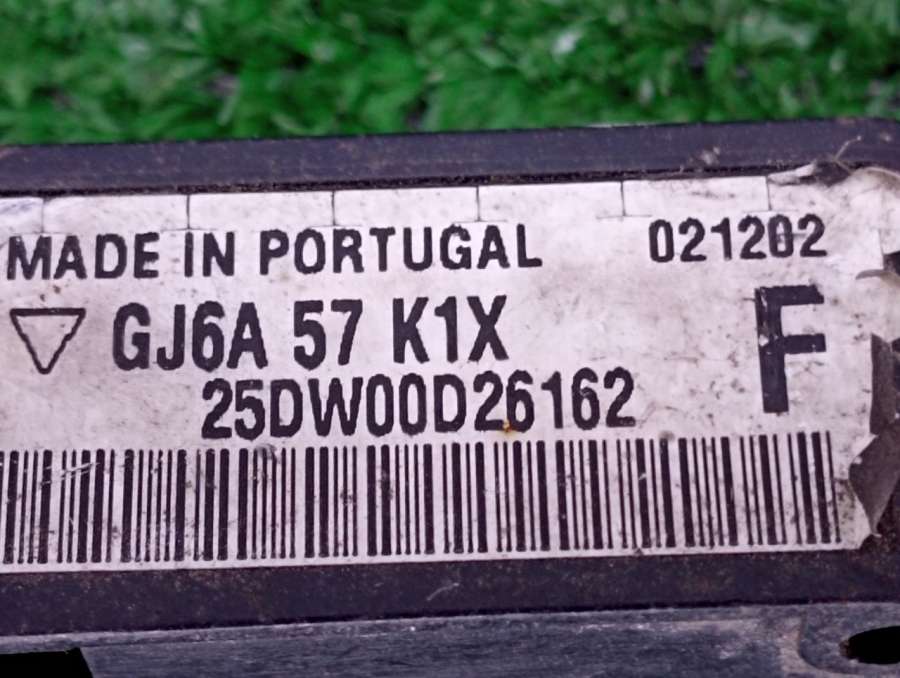 MADE IN PORTUGAL 021202
GJ6A 57 K1X F
25DW00D26162